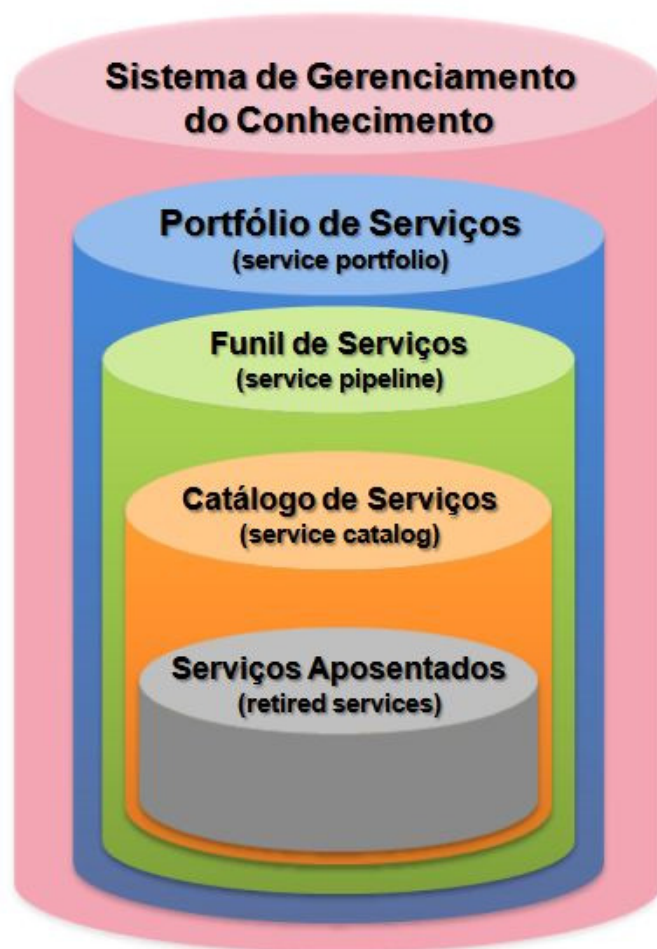 Sistema de Gerenciamento
do Conhecimento
Portfólio de Serviços
(service portfolio)
Funil de Serviços
(service pipeline)
Catálogo de Serviços
(service catalog)
Serviços Aposentados
(retired services)